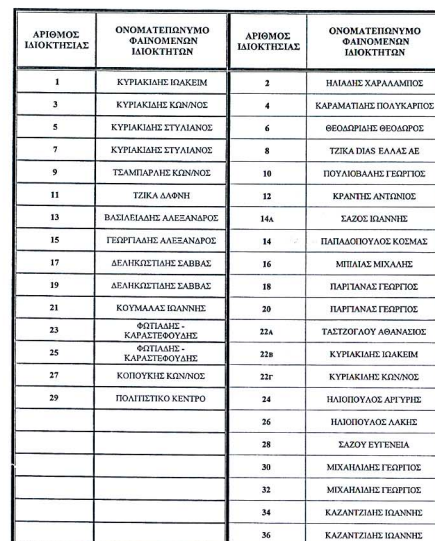 ΑΡΙΘΜΟΣ ΙΔΙΟΚΤΗΣΙΑΣ ΟΝΟΜΑΤΕΠΩΝΥΜΟ ΦΑΙΝΟΜΕΝΩΝ ΙΔΙΟΚΤΗΤΩΝ ΑΡΙΘΜΟΣ ΙΔΙΟΚΤΗΣΙΑΣ ΟΝΟΜΑΤΕΠΩΝΥΜΟ ΦΑΙΝΟΜΕΝΩΝ ΙΔΙΟΚΤΗΤΩΝ
1 ΚΥΡΙΑΚΙΔΗΣ ΙΩΑΚΕΙΜ 2 ΗΛΙΑΔΗΣ ΧΑΡΑΛΑΜΠΟΣ
3 ΚΥΡΙΑΚΙΔΗΣ ΚΩΝ/ΝΟΣ 4 ΚΑΡΑΜΑΤΙΔΗΣ ΠΟΛΥΚΑΡΠΟΣ
5 ΚΥΡΙΑΚΙΔΗΣ ΣΤΥΛΙΑΝΟΣ 6 ΘΕΟΔΩΡΙΔΗΣ ΘΕΟΔΩΡΟΣ
7 ΚΥΡΙΑΚΙΔΗΣ ΣΤΥΛΙΑΝΟΣ 8 ΤΖΙΚΑ DIAS ΕΛΛΑΣ ΑΕ
9 ΤΣΑΜΠΑΡΛΗΣ ΚΩΝ/ΝΟΣ 10 ΠΟΥΛΙΟΒΑΛΗΣ ΓΕΩΡΓΙΟΣ
11 ΤΖΙΚΑ ΔΑΦΝΗ 12 ΚΡΑΝΤΗΣ ΑΝΤΩΝΙΟΣ
13 ΒΑΣΙΛΕΙΑΔΗΣ ΑΛΕΞΑΝΔΡΟΣ 14Α ΣΑΖΟΣ ΙΩΑΝΝΗΣ
15 ΓΕΩΡΓΙΑΔΗΣ ΑΛΕΞΑΝΔΡΟΣ 14 ΠΑΠΑΔΟΠΟΥΛΟΣ ΚΟΣΜΑΣ
17 ΔΕΛΗΚΩΣΤΙΔΗΣ ΣΑΒΒΑΣ 16 ΜΠΙΛΙΑΣ ΜΙΧΑΛΗΣ
19 ΔΕΛΗΚΩΣΤΙΔΗΣ ΣΑΒΒΑΣ 18 ΠΑΡΓΙΑΝΑΣ ΓΕΩΡΓΙΟΣ
21 ΚΟΥΜΑΛΑΣ ΙΩΑΝΝΗΣ 20 ΠΑΡΓΙΑΝΑΣ ΓΕΩΡΓΙΟΣ
23 ΦΩΤΙΑΔΗΣ - ΚΑΡΑΣΤΕΦΟΥΔΗΣ 22Α ΤΑΣΤΖΟΓΛΟΥ ΑΘΑΝΑΣΙΟΣ
25 ΦΩΤΙΑΔΗΣ - ΚΑΡΑΣΤΕΦΟΥΔΗΣ 22Β ΚΥΡΙΑΚΙΔΗΣ ΙΩΑΚΕΙΜ
27 ΚΟΠΟΥΚΗΣ ΚΩΝ/ΝΟΣ 22Γ ΚΥΡΙΑΚΙΔΗΣ ΚΩΝ/ΝΟΣ
29 ΠΟΛΙΤΙΣΤΙΚΟ ΚΕΝΤΡΟ 24 ΗΛΙΟΠΟΥΛΟΣ ΑΡΓΥΡΗΣ
26 ΗΛΙΟΠΟΥΛΟΣ ΛΑΚΗΣ
28 ΣΑΖΟΥ ΕΥΓΕΝΕΙΑ
30 ΜΙΧΑΗΛΙΔΗΣ ΓΕΩΡΓΙΟΣ
32 ΜΙΧΑΗΛΙΔΗΣ ΓΕΩΡΓΙΟΣ
34 ΚΑΖΑΝΤΖΙΔΗΣ ΙΩΑΝΝΗΣ
36 ΚΑΖΑΝΤΖΙΔΗΣ ΙΩΑΝΝΗΣ